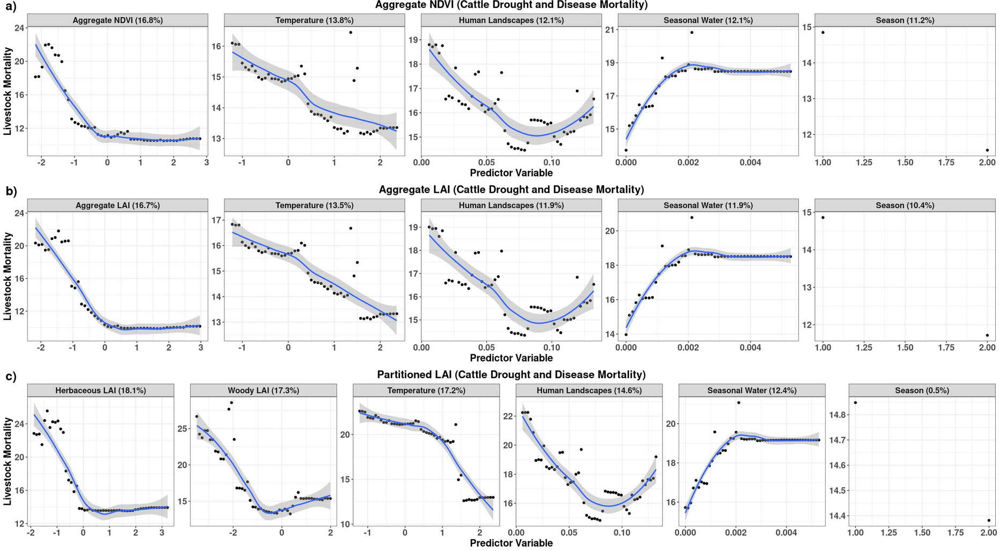 a)
Aggregate NDVI (Cattle Drought and Disease Mortality)
Aggregate NDVI (16.8%) Temperature (13.8%) Human Landscapes (12.1%) Seasonal Water (12.1%) Season (11.2%)
Livestock Mortality
24 20 16 12
-2 -1 0 1 2 3
16 15 14 13
-1 0 1 2
19 18 17 16 15
0.00 0.05 0.10
21 19 17 15
0.000 0.002 0.004
15 14 13 12
1.00 1.25 1.50 1.75 2.00
Predictor Variable
b)
Aggregate LAI (Cattle Drought and Disease Mortality)
Aggregate LAI (16.7%) Temperature (13.5%) Human Landscapes (11.9%) Seasonal Water (11.9%) Season (10.4%)
Livestock Mortality
24 20 16 12
-2 -1 0 1 2 3
17 16 15 14 13
-1 0 1 2
19 18 17 16 15
0.00 0.05 0.10
20 18 16 14
0.000 0.002 0.004
15 14 13 12
1.00 1.25 1.50 1.75 2.00
Predictor Variable
c)
Partitioned LAI (Cattle Drought and Disease Mortality)
Herbaceous LAI (18.1%) Woody LAI (17.3%) Temperature (17.2%) Human Landscapes (14.6%) Seasonal Water (12.4%) Season (0.5%)
Livestock Mortality
24 20 16 12
-2 -1 0 1 2 3
25 20 15
-2 0 2
20 15 10
-1 0 1 2
22 20 18 16
0.00 0.05 0.10
20 18 16
0.000 0.002 0.004
14.8 14.7 14.6 14.5 14.4
1.00 1.25 1.50 1.75 2.00
Predictor Variable